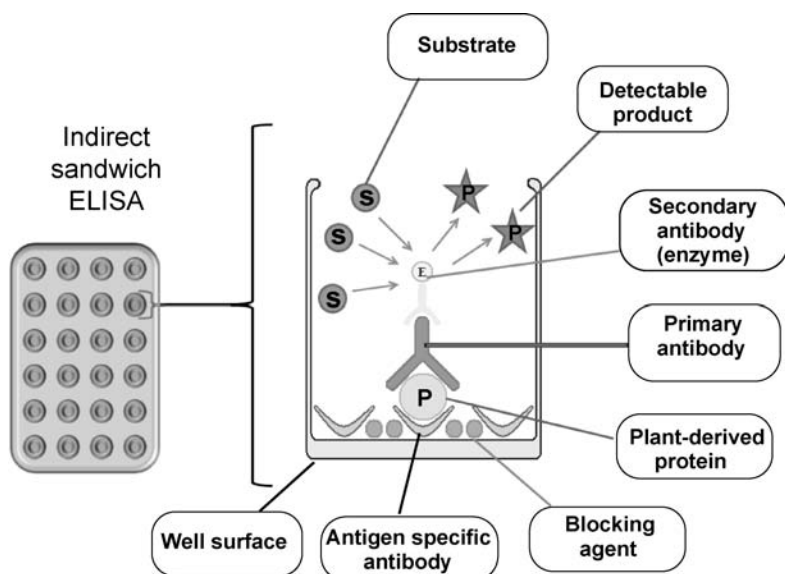 Substrate
Detectable
product
Indirect
sandwich
ELISA
S
P
S
P
Secondary
antibody
(enzyme)
E
S
Primary
antibody
P
Plant-derived
protein
Well surface
Antigen specific
antibody
Blocking
agent